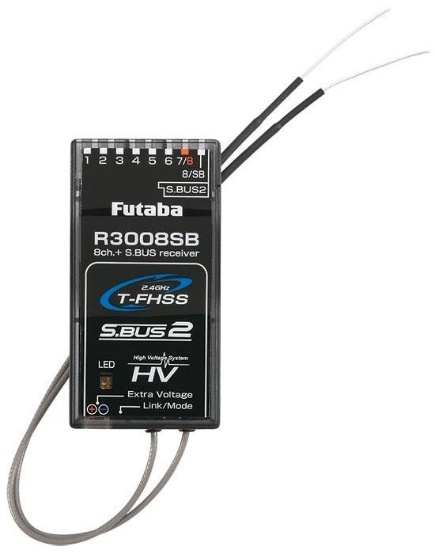 1 2 3 4 5 6 7/B
8/SB
S.BUS2
Futaba
R3008SB
8ch.+ S.BUS receiver
2.4GHz
T-FHSS
S.BUS2
High Voltage System
LED
HV
Extra Voltage
Link/Mode